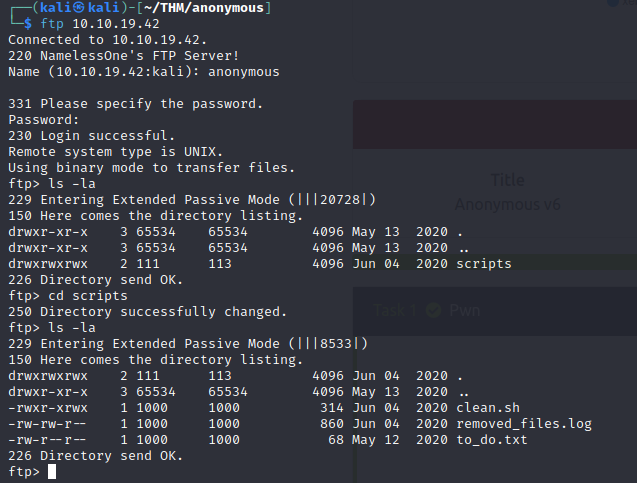 ┌──(kali㉿kali)-[~/THM/anonymous]
└─$ ftp 10.10.19.42
Connected to 10.10.19.42.
220 NamelessOne's FTP Server!
Name (10.10.19.42:kali): anonymous
331 Please specify the password.
Password:
230 Login successful.
Remote system type is UNIX.
Using binary mode to transfer files.
ftp> ls -la
229 Entering Extended Passive Mode (|||20728|)
150 Here comes the directory listing.
drwxr-xr-x    3 65534    65534        4096 May 13  2020 .
drwxr-xr-x    3 65534    65534        4096 May 13  2020 ..
drwxrwxrwx    2 111      113          4096 Jun 04  2020 scripts
226 Directory send OK.
ftp> cd scripts
250 Directory successfully changed.
ftp> ls -la
229 Entering Extended Passive Mode (|||8533|)
150 Here comes the directory listing.
drwxrwxrwx    2 111      113          4096 Jun 04  2020 .
drwxr-xr-x    3 65534    65534        4096 May 13  2020 ..
-rwxr-xrwx    1 1000     1000          314 Jun 04  2020 clean.sh
-rw-rw-r--    1 1000     1000          860 Jun 04  2020 removed_files.log
-rw-r--r--    1 1000     1000           68 May 12  2020 to_do.txt
226 Directory send OK.
ftp>
Title
Anonymous v6
Task 1
Pwn